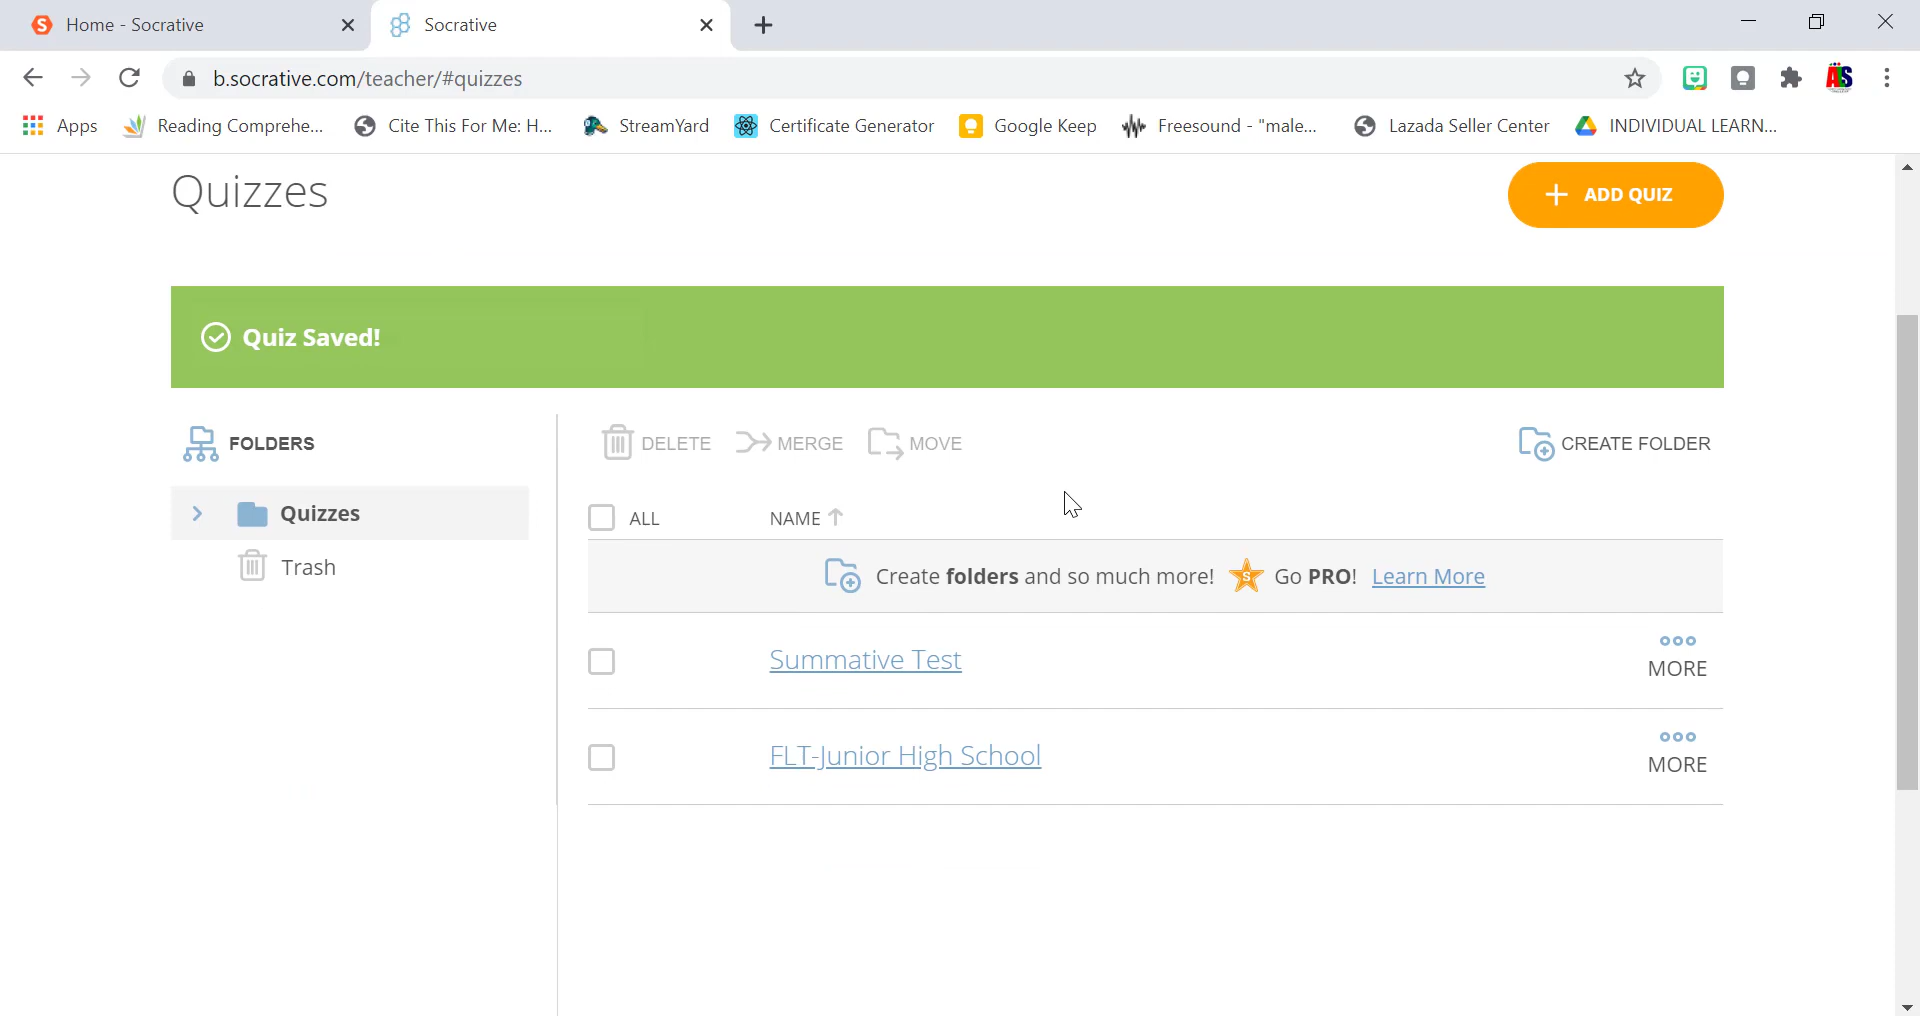 Home - Socrative
Socrative
b.socrative.com/teacher/#quizzes
Apps
Reading Comprehe...
Cite This For Me: H...
StreamYard
Certificate Generator
Google Keep
Freesound - "male...
Lazada Seller Center
INDIVIDUAL LEARN...
Quizzes
ADD QUIZ
Quiz Saved!
FOLDERS
DELETE
MERGE
MOVE
CREATE FOLDER
Quizzes
Trash
ALL
NAME
Create folders and so much more! Go PRO! Learn More
Summative Test
MORE
FLT-Junior High School
MORE